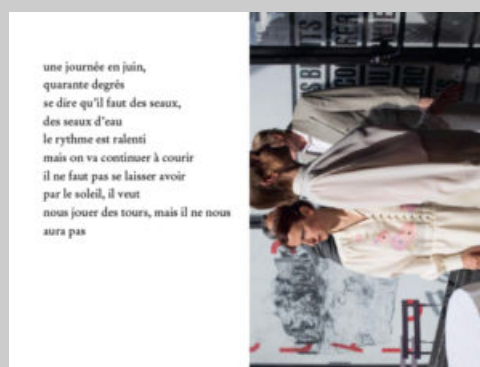 une journée en juin,
quarante degrés
se dire qu'il faut des seaux,
des seaux d'eau
le rythme est ralenti
mais on va continuer à courir
il ne faut pas se laisser avoir
par le soleil, il veut
nous jouer des tours, mais il ne nous
aura pas